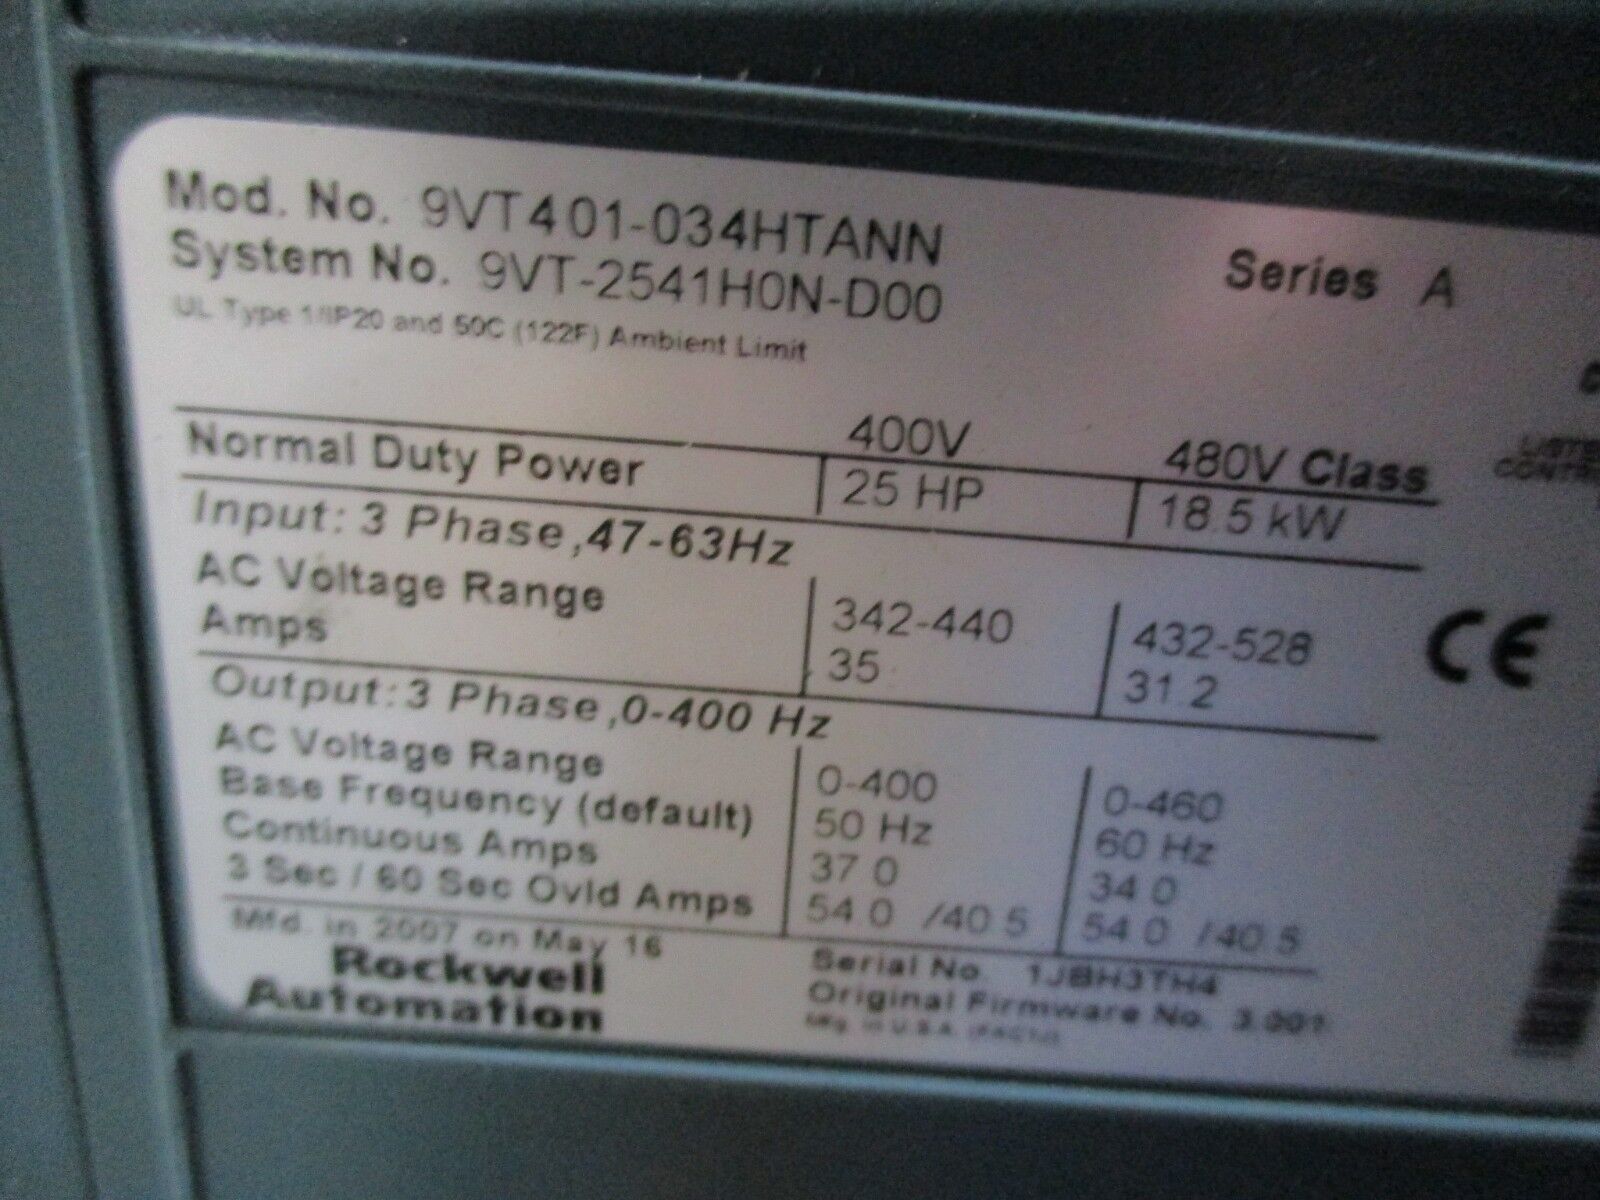 Mod. No. 9VT401-034HTANN
System No. 9VT-2541H0N-D00
Series A
UL Type 1/IP20 and 50C (122F) Ambient Limit
400V 480V Class
Normal Duty Power 25 HP 18.5 kW
Input: 3 Phase,47-63Hz
AC Voltage Range 342-440 432-528
Amps 35 31.2
CE
Output:3 Phase,0-400 Hz
AC Voltage Range 0-400 0-460
Base Frequency (default) 50 Hz 60 Hz
Continuous Amps 37.0 34.0
3 Sec / 60 Sec Ovld Amps 54.0 /40.5 54.0 /40.5
Mfd. in 2007 on May 16
Rockwell
Automation
Serial No. 1JBH3TH4
Original Firmware No. 3.001
Mfg. in U.S.A.